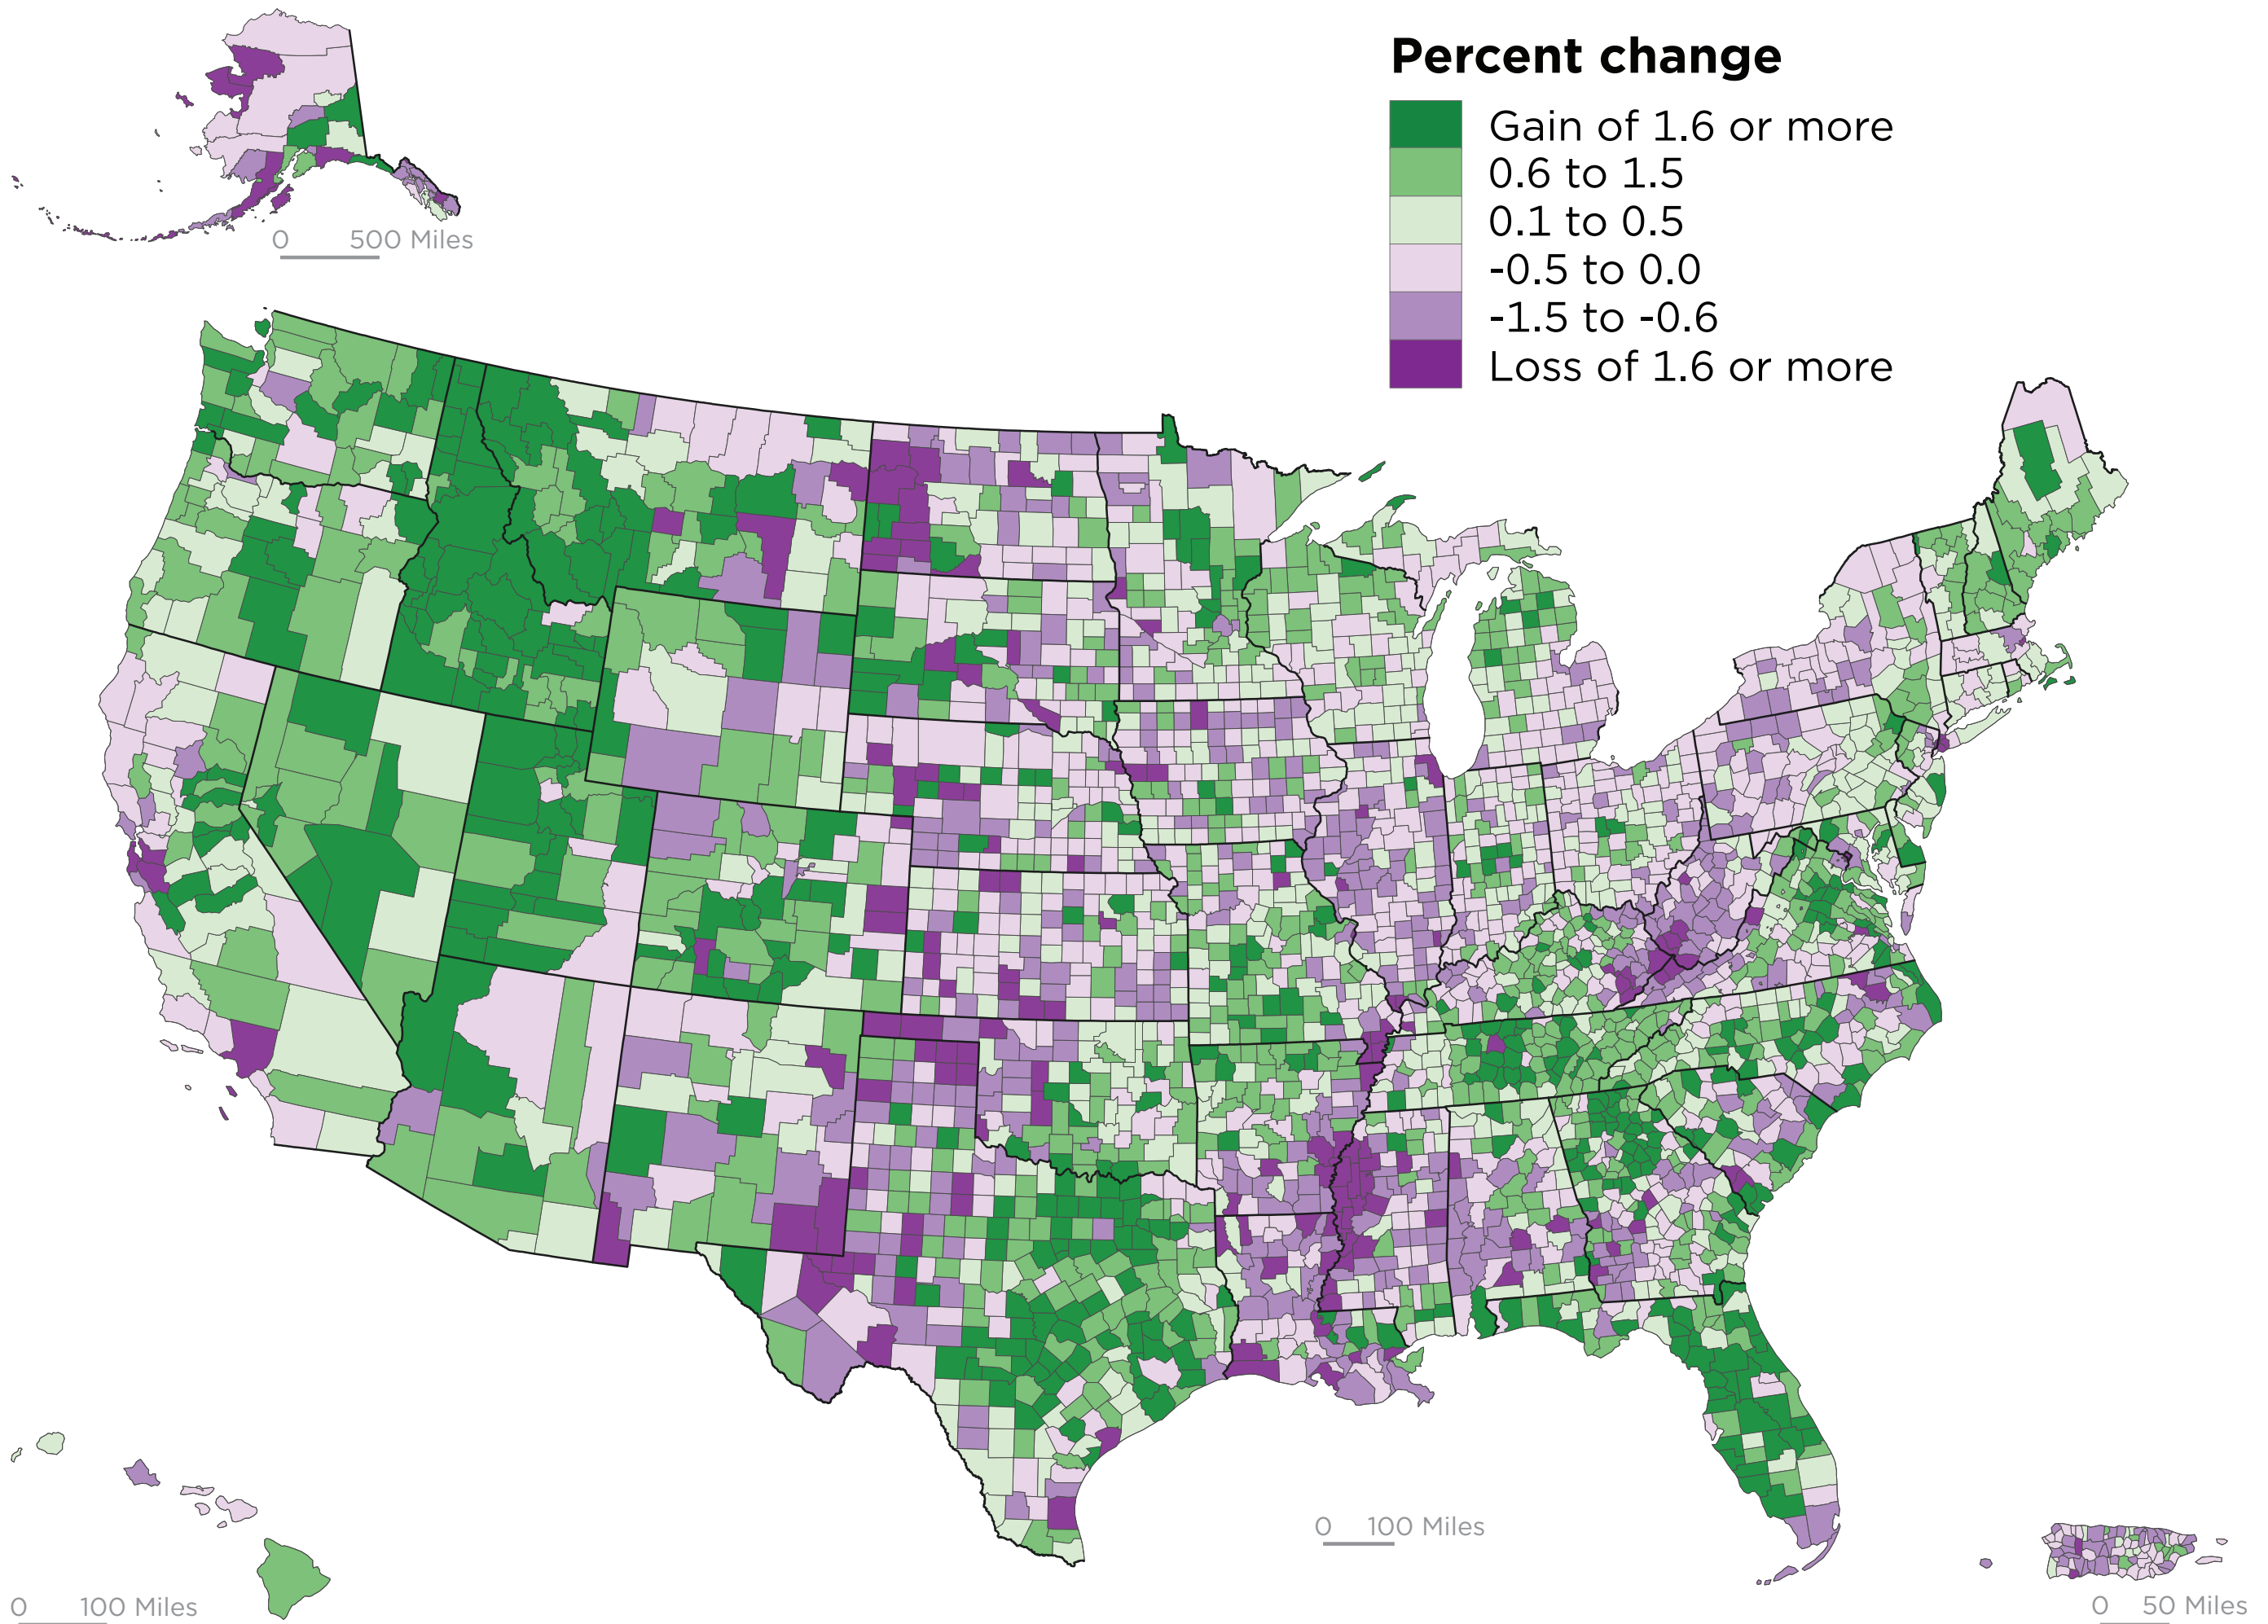 Percent change
Gain of 1.6 or more
0.6 to 1.5
0.1 to 0.5
-0.5 to 0.0
-1.5 to -0.6
Loss of 1.6 or more
0 500 Miles
0 100 Miles
0 100 Miles
0 50 Miles